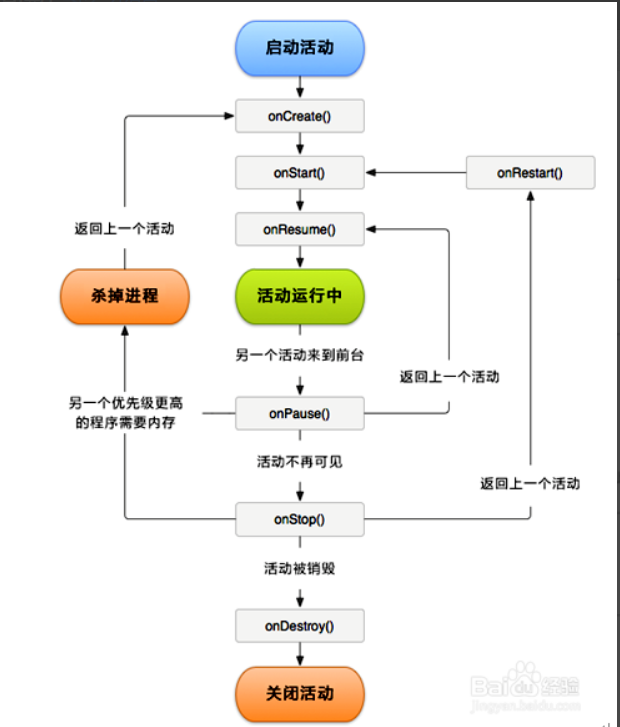 启动活动
onCreate()
onStart()
onRestart()
返回上一个活动
onResume()
杀掉进程
活动运行中
另一个活动来到前台
返回上一个活动
另一个优先级更高
的程序需要内存
onPause()
活动不再可见
返回上一个活动
onStop()
活动被销毁
onDestroy()
关闭活动
Baidu经验
jingyan.baidu.com